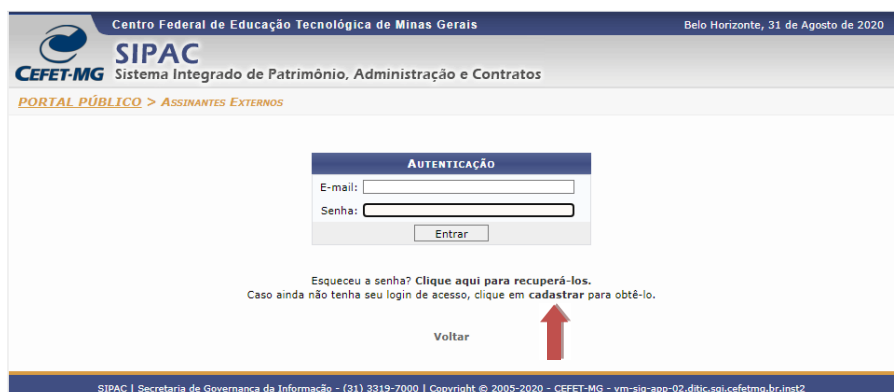 Centro Federal de Educação Tecnológica de Minas Gerais Belo Horizonte, 31 de Agosto de 2020
CEFET-MG
SIPAC
Sistema Integrado de Patrimônio, Administração e Contratos
PORTAL PÚBLICO > ASSINANTES EXTERNOS
AUTENTICAÇÃO
E-mail:
Senha:
Entrar
Esqueceu a senha? Clique aqui para recuperá-los.
Caso ainda não tenha seu login de acesso, clique em cadastrar para obtê-lo.
Voltar
SIPAC | Secretaria de Governança da Informação - (31) 3319-7000 | Copyright © 2005-2020 - CEFET-MG - vm-sig-app-02.ditic.sgi.cefetmg.br.inst2